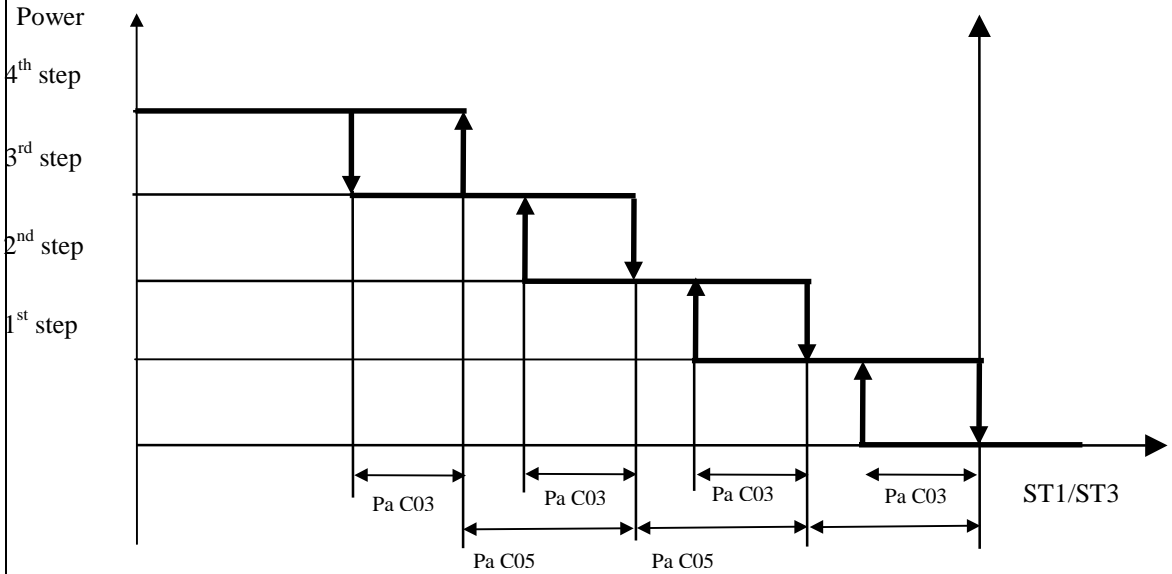 Power
4th step
3rd step
2nd step
1st step
Pa C03
Pa C03
Pa C03
Pa C03
ST1/ST3
Pa C05
Pa C05